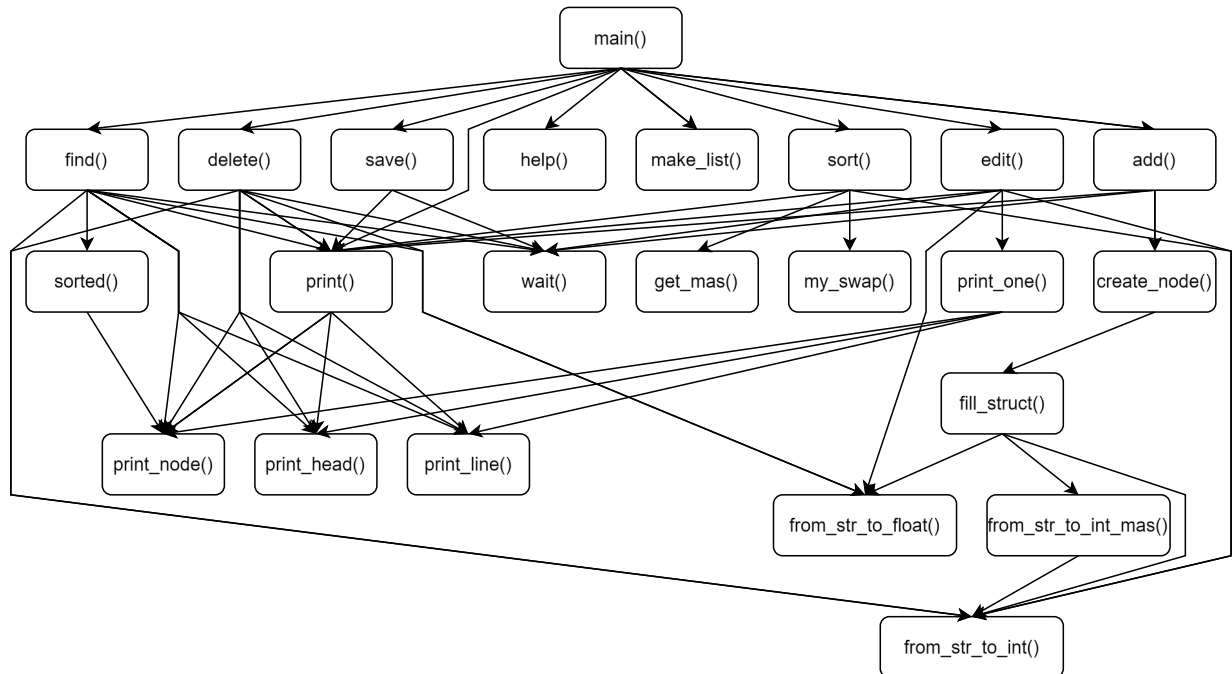 main()
find()
delete()
save()
help()
make_list()
sort()
edit()
add()
sorted()
print()
wait()
get_mas()
my_swap()
print_one()
create_node()
fill_struct()
print_node()
print_head()
print_line()
from_str_to_float()
from_str_to_int_mas()
from_str_to_int()